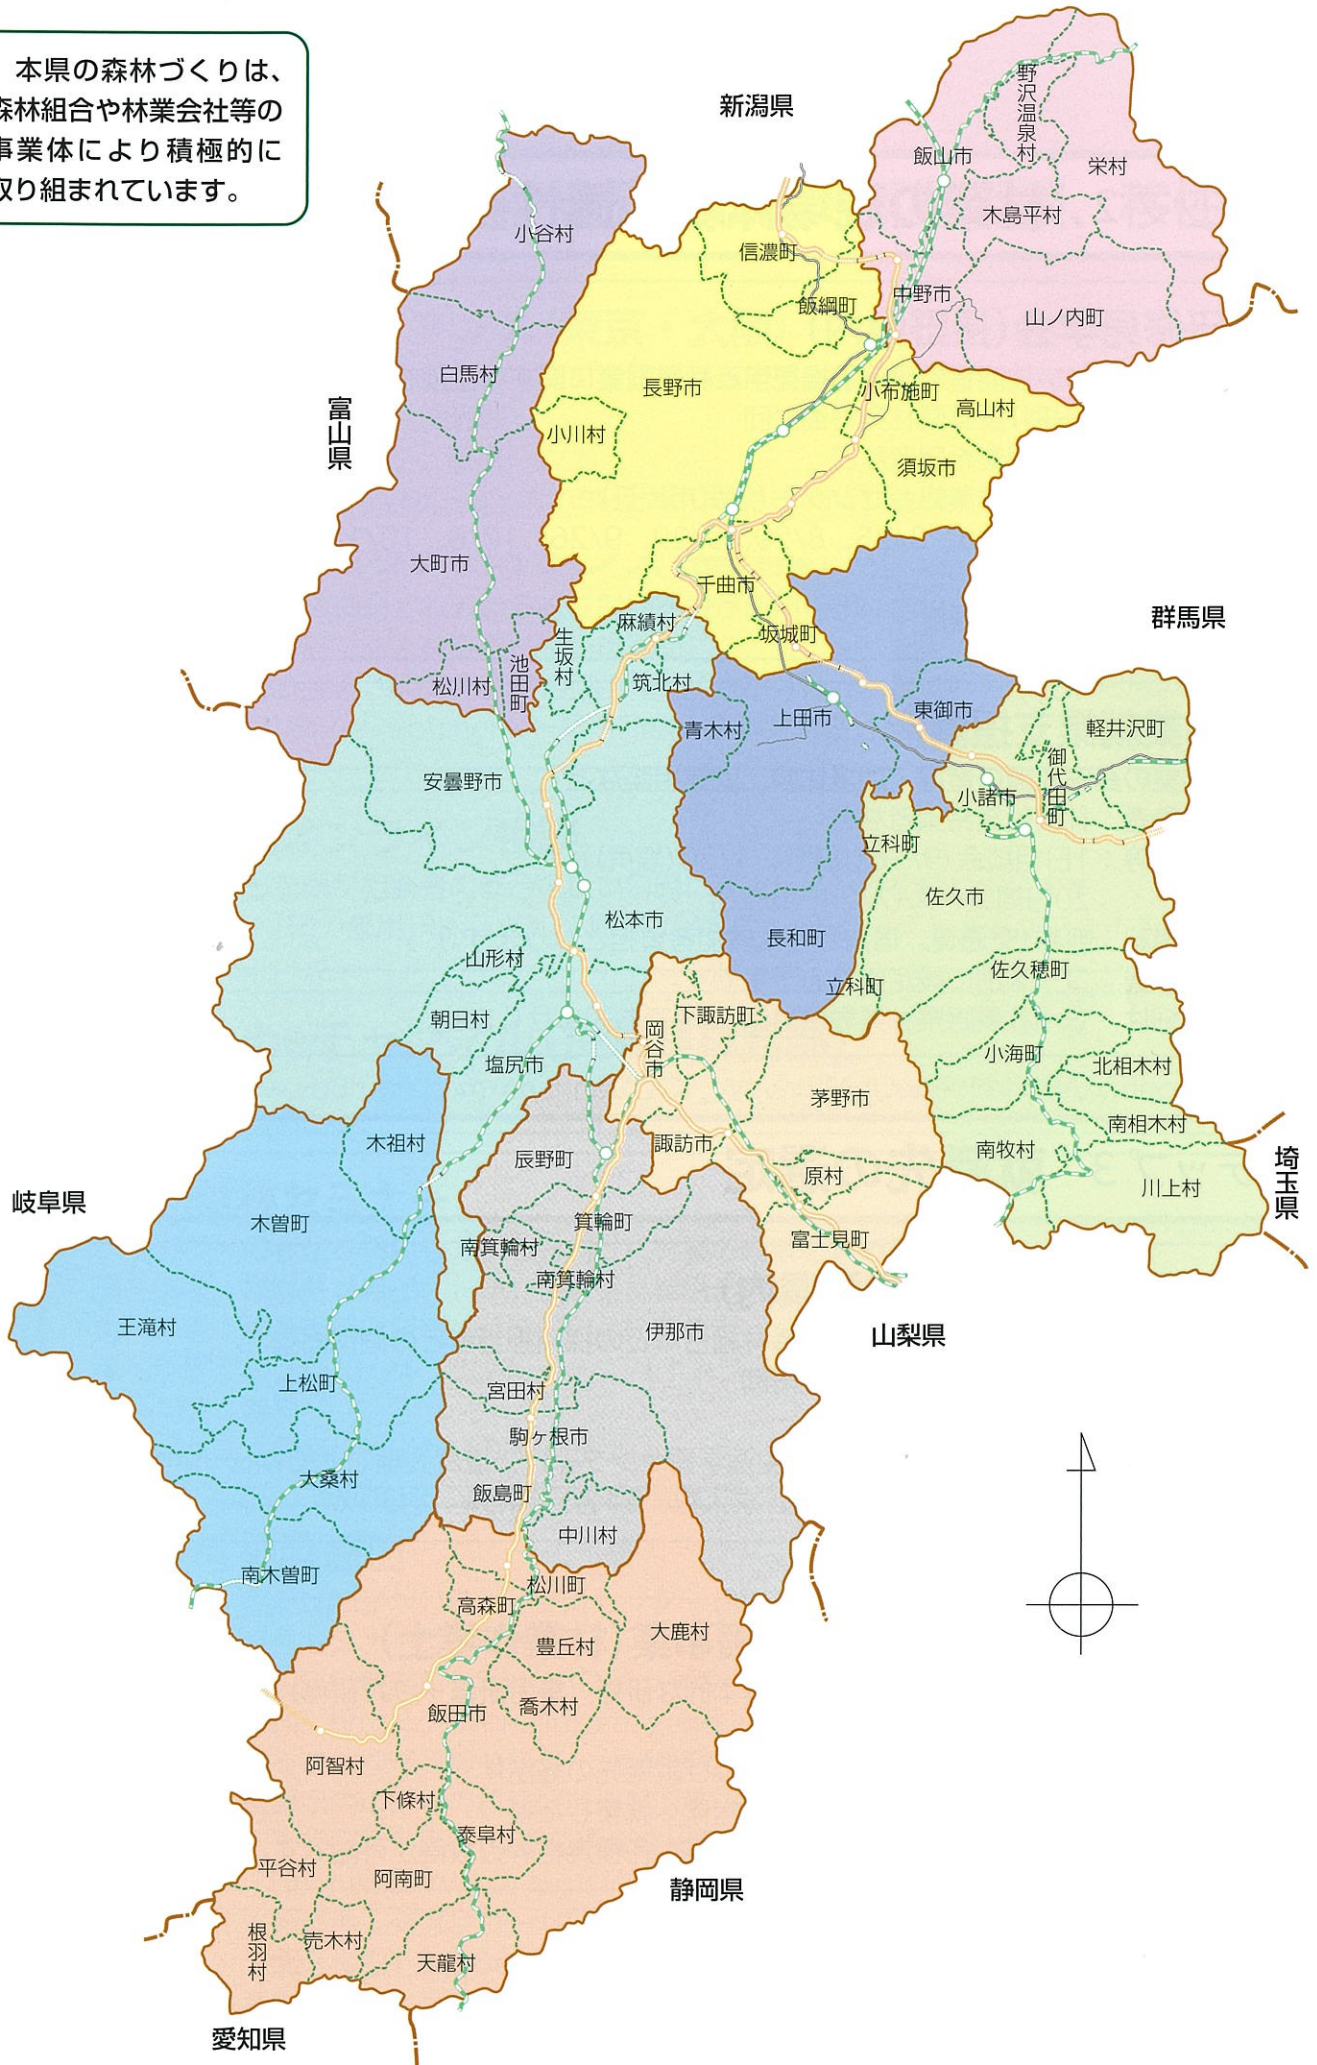 本県の森林づくりは、
森林組合や林業会社等の
事業体により積極的に
取り組まれています。
新潟県
野沢温泉村
飯山市
栄村
木島平村
小谷村
信濃町
中野市
飯綱町
山ノ内町
白馬村
長野市
小布施町
高山村
富山県
小川村
須坂市
大町市
千曲市
群馬県
麻績村
坂城町
生坂村
池田町
松川村
筑北村
青木村
上田市
東御市
軽井沢町
御代田町
安曇野市
小諸市
立科町
佐久市
松本市
長和町
山形村
佐久穂町
立科町
朝日村
下諏訪町
岡谷市
塩尻市
小海町
北相木村
茅野市
南相木村
木祖村
諏訪市
南牧村
辰野町
原村
川上村
埼玉県
岐阜県
木曽町
箕輪町
南箕輪村
富士見町
南箕輪村
王滝村
伊那市
山梨県
上松町
宮田村
駒ヶ根市
大桑村
飯島町
中川村
南木曽町
松川町
高森町
大鹿村
豊丘村
喬木村
飯田市
阿智村
下條村
泰阜村
平谷村
阿南町
静岡県
根羽村
売木村
天龍村
愛知県